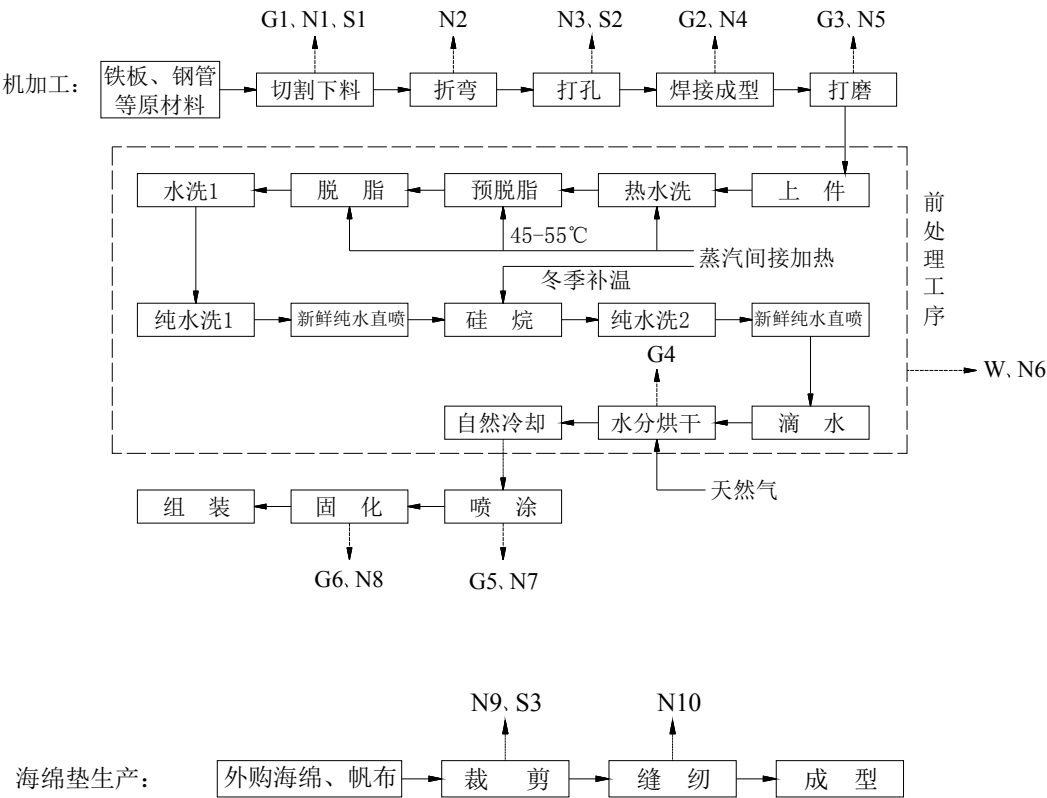 G1、N1、S1
N2
N3、S2
G2、N4
G3、N5
机加工：
铁板、钢管
等原材料
切割下料
折弯
打孔
焊接成型
打磨
水洗1
脱 脂
预脱脂
热水洗
上 件
前处理工序
45-55℃
蒸汽间接加热
冬季补温
纯水洗1
新鲜纯水直喷
硅 烷
纯水洗2
新鲜纯水直喷
G4
W、N6
自然冷却
水分烘干
滴 水
天然气
组 装
固 化
喷 涂
G6、N8
G5、N7
N9、S3
N10
海绵垫生产：
外购海绵、帆布
裁 剪
缝 纫
成 型